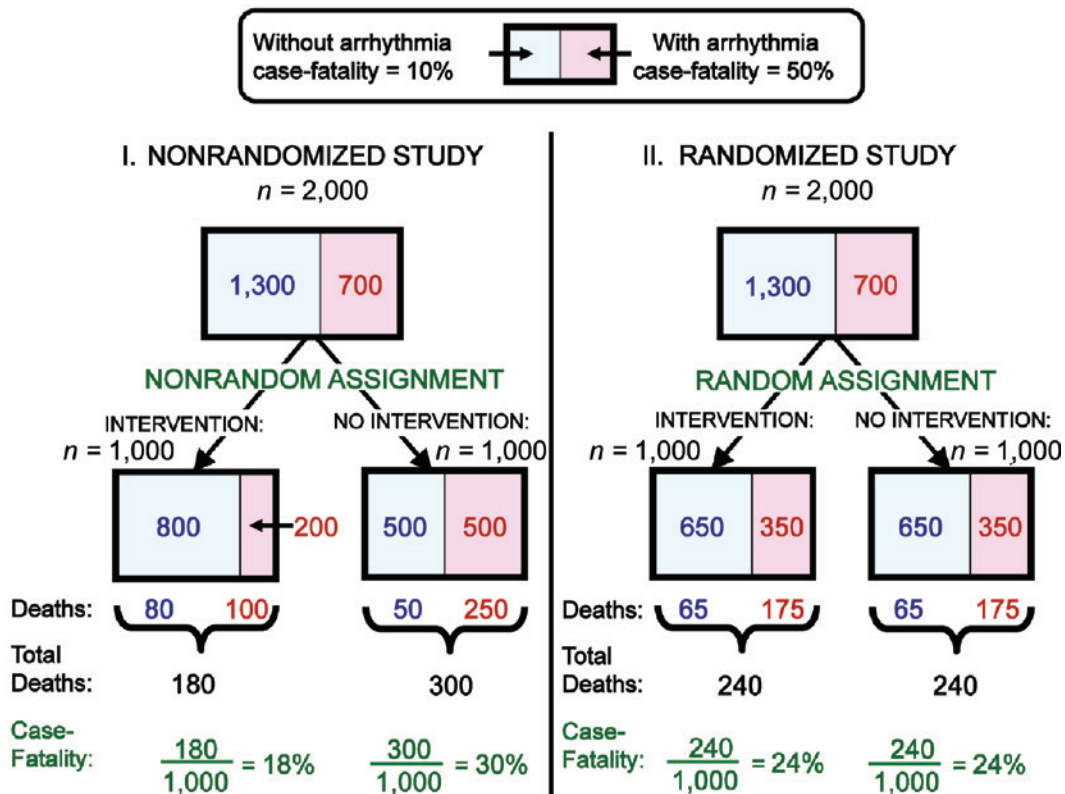 Without arrhythmia
case-fatality = 10%
With arrhythmia
case-fatality = 50%
I. NONRANDOMIZED STUDY
n = 2,000
1,300 700
NONRANDOM ASSIGNMENT
INTERVENTION:
n = 1,000
NO INTERVENTION:
n = 1,000
800 200
500 500
Deaths: 80 100 50 250
Total
Deaths: 180 300
Case-
Fatality: 180/1,000 = 18% 300/1,000 = 30%
II. RANDOMIZED STUDY
n = 2,000
1,300 700
RANDOM ASSIGNMENT
INTERVENTION:
n = 1,000
NO INTERVENTION:
n = 1,000
650 350
650 350
Deaths: 65 175 65 175
Total
Deaths: 240 240
Case-
Fatality: 240/1,000 = 24% 240/1,000 = 24%